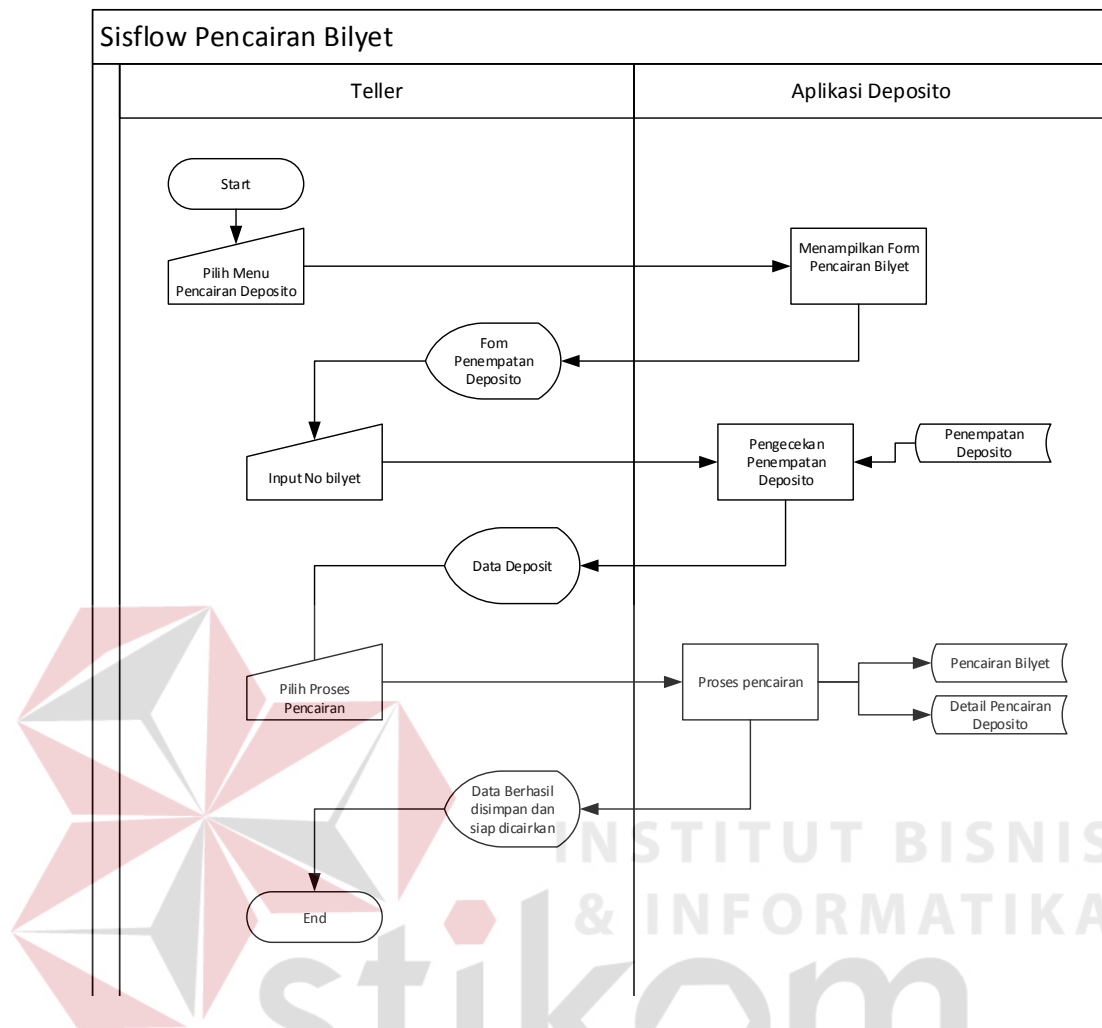 Sisflow Pencairan Bilyet
Teller
Aplikasi Deposito
Start
Pilih Menu
Pencairan Deposito
Menampilkan Form
Pencairan Bilyet
Fom
Penempatan
Deposito
Input No bilyet
Pengecekan
Penempatan
Deposito
Penempatan
Deposito
Data Deposit
Pilih Proses
Pencairan
Proses pencairan
Pencairan Bilyet
Detail Pencairan
Deposito
Data Berhasil
disimpan dan
siap dicairkan
End
INSTITUT BISNIS
& INFORMATIKA
stikom